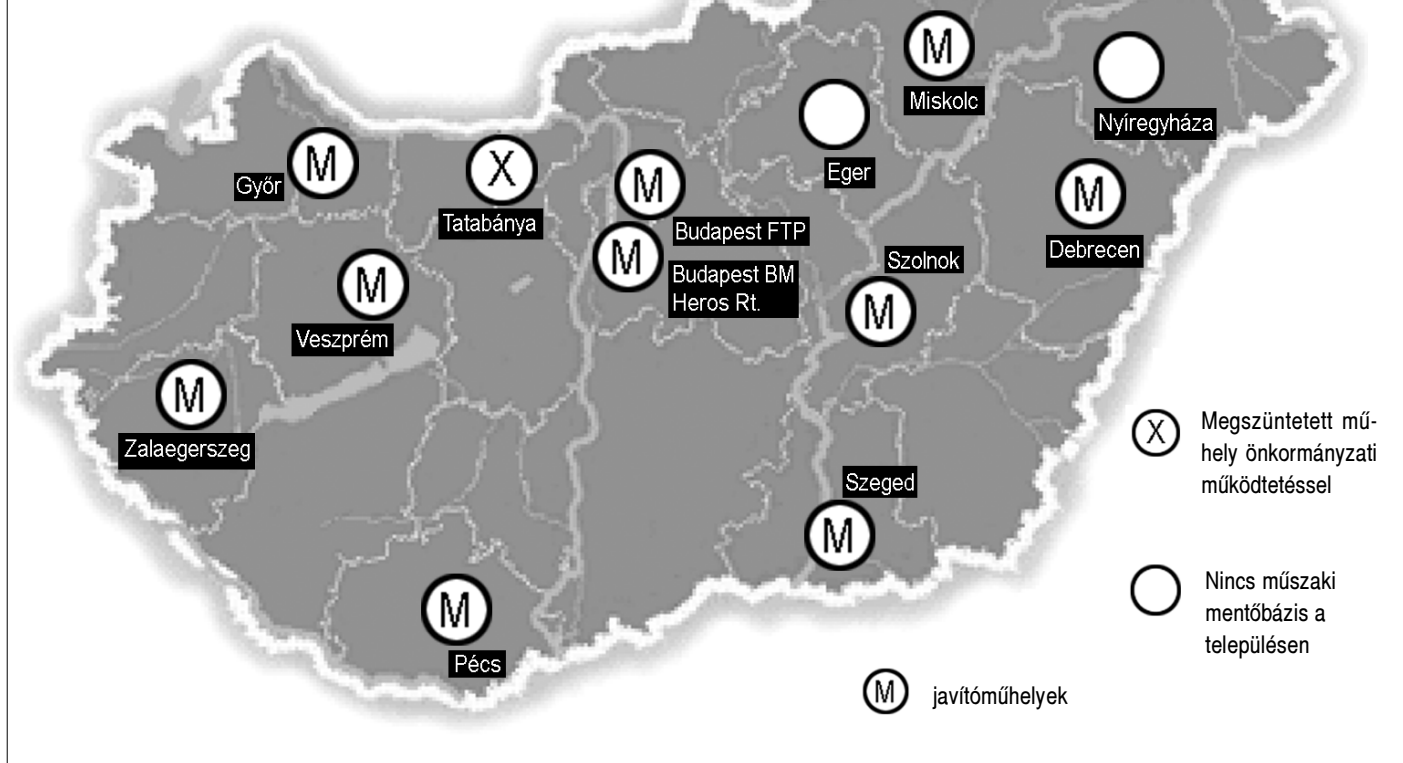 M
Miskolc
Nyíregyháza
Eger
M
Győr
X
Tatabánya
M
Budapest FTP
M
Budapest BM
Heros Rt.
M
Debrecen
Szolnok
M
M
Veszprém
M
Zalaegerszeg
Szeged
M
M
Pécs
X
Megszüntetett mű-
hely önkormányzati
működtetéssel
Nincs műszaki
mentőbázis a
településen
M
javítóműhelyek